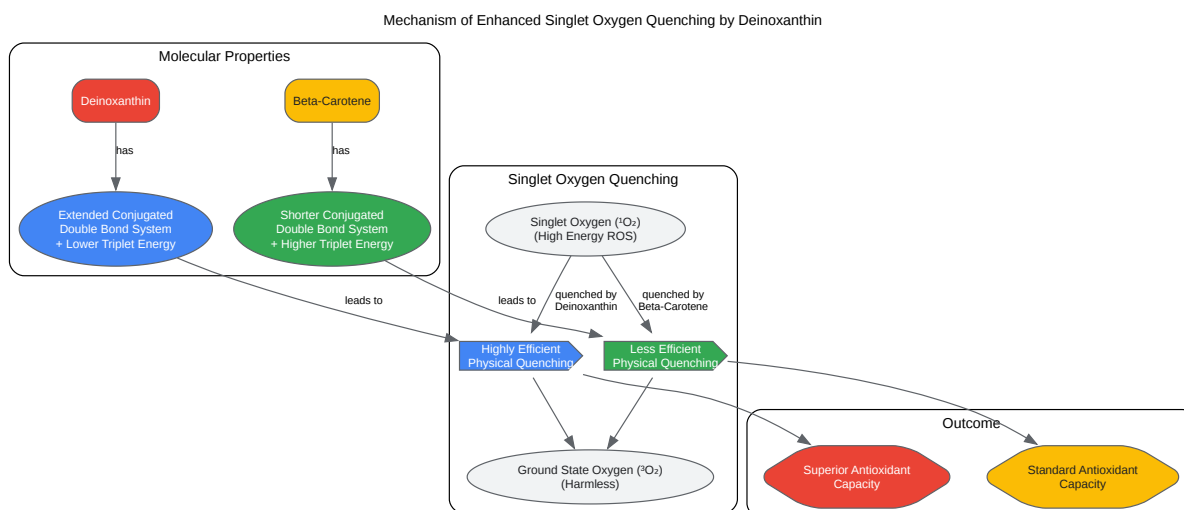 Mechanism of Enhanced Singlet Oxygen Quenching by Deinoxanthin
Molecular Properties
Deinoxanthin
Beta-Carotene
has
has
Extended Conjugated
Double Bond System
+ Lower Triplet Energy
Shorter Conjugated
Double Bond System
+ Higher Triplet Energy
Singlet Oxygen Quenching
Singlet Oxygen (¹O₂)
(High Energy ROS)
leads to
leads to
quenched by
Deinoxanthin
quenched by
Beta-Carotene
Highly Efficient
Physical Quenching
Less Efficient
Physical Quenching
Ground State Oxygen (³O₂)
(Harmless)
Outcome
Superior Antioxidant
Capacity
Standard Antioxidant
Capacity